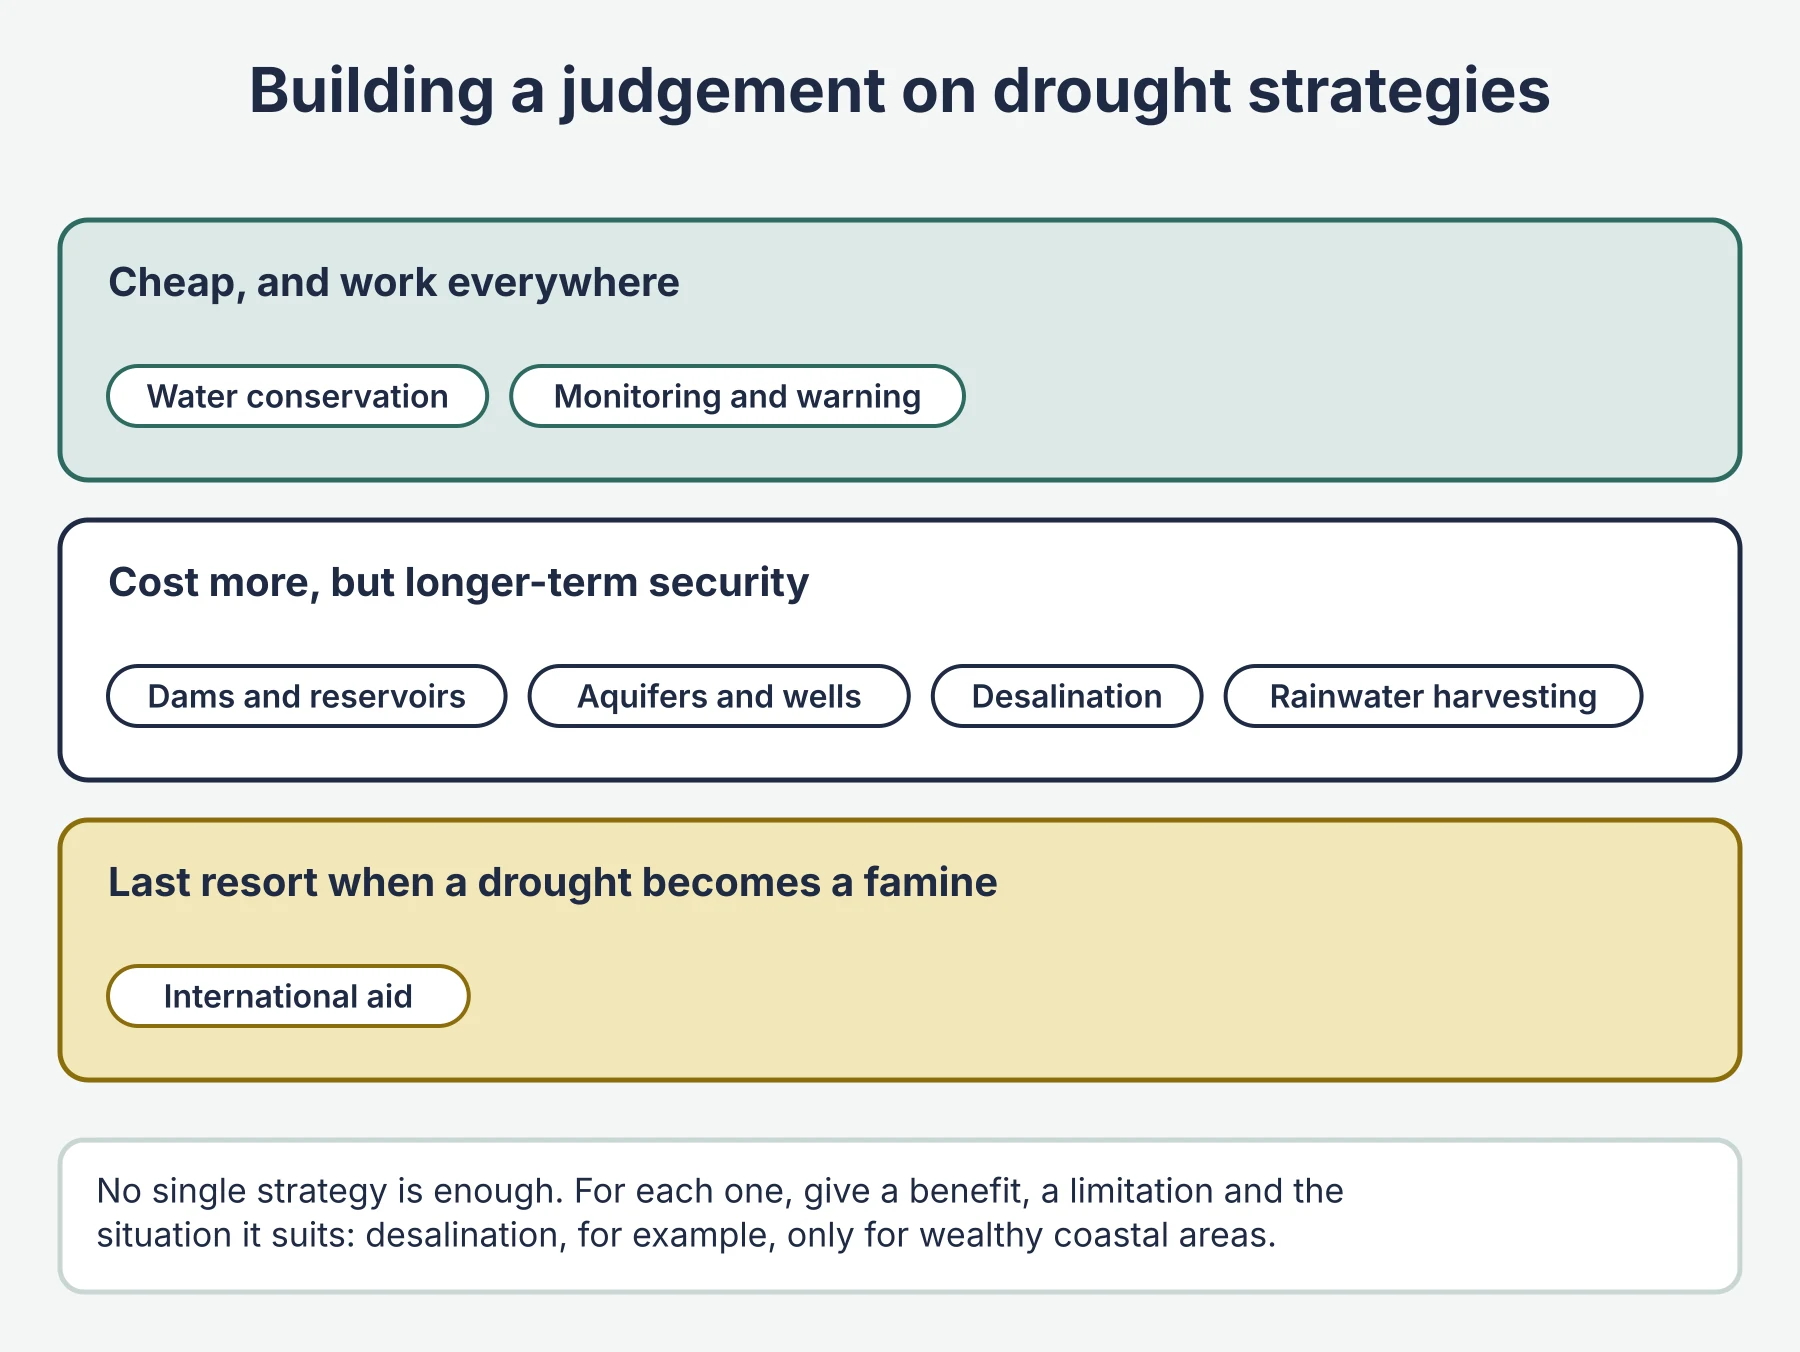 Building a judgement on drought strategies
Cheap, and work everywhere
Water conservation
Monitoring and warning
Cost more, but longer-term security
Dams and reservoirs
Aquifers and wells
Desalination
Rainwater harvesting
Last resort when a drought becomes a famine
International aid
No single strategy is enough. For each one, give a benefit, a limitation and the
situation it suits: desalination, for example, only for wealthy coastal areas.